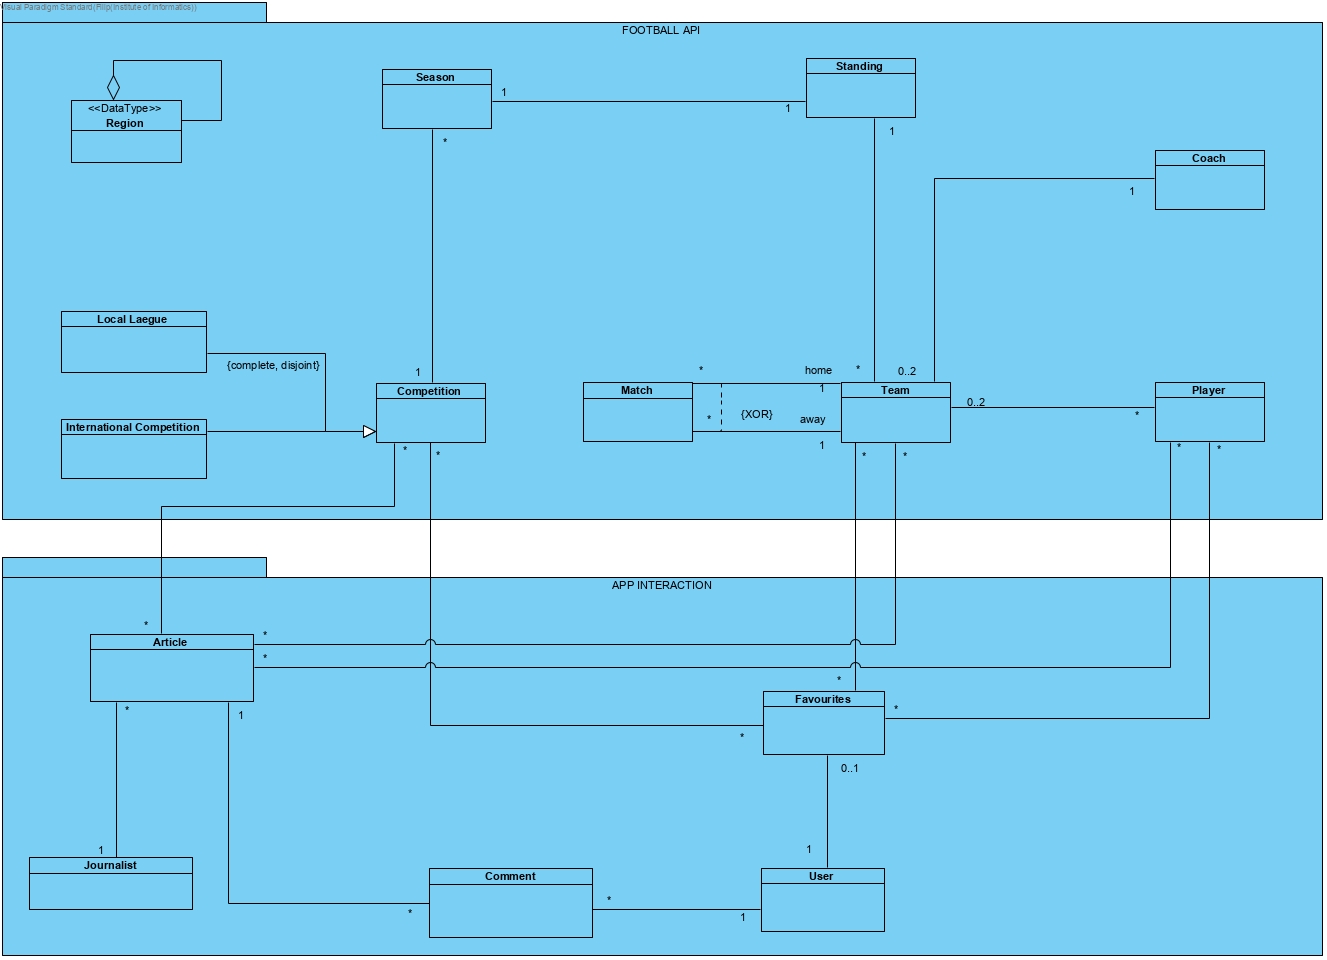 Visual Paradigm Standard(Filip(Institute of Informatics))
FOOTBALL API
<<DataType>>
Region
Season
1
1
Standing
*
1
Coach
1
Local Laegue
{complete, disjoint}
International Competition
1
Competition
*
*
Match
*
home
1
*
{XOR}
away
1
*
0..2
Team
0..2
*
Player
*
*
*
*
APP INTERACTION
*
Article
*
*
*
1
*
Favourites
*
*
0..1
1
Journalist
*
Comment
*
1
1
User